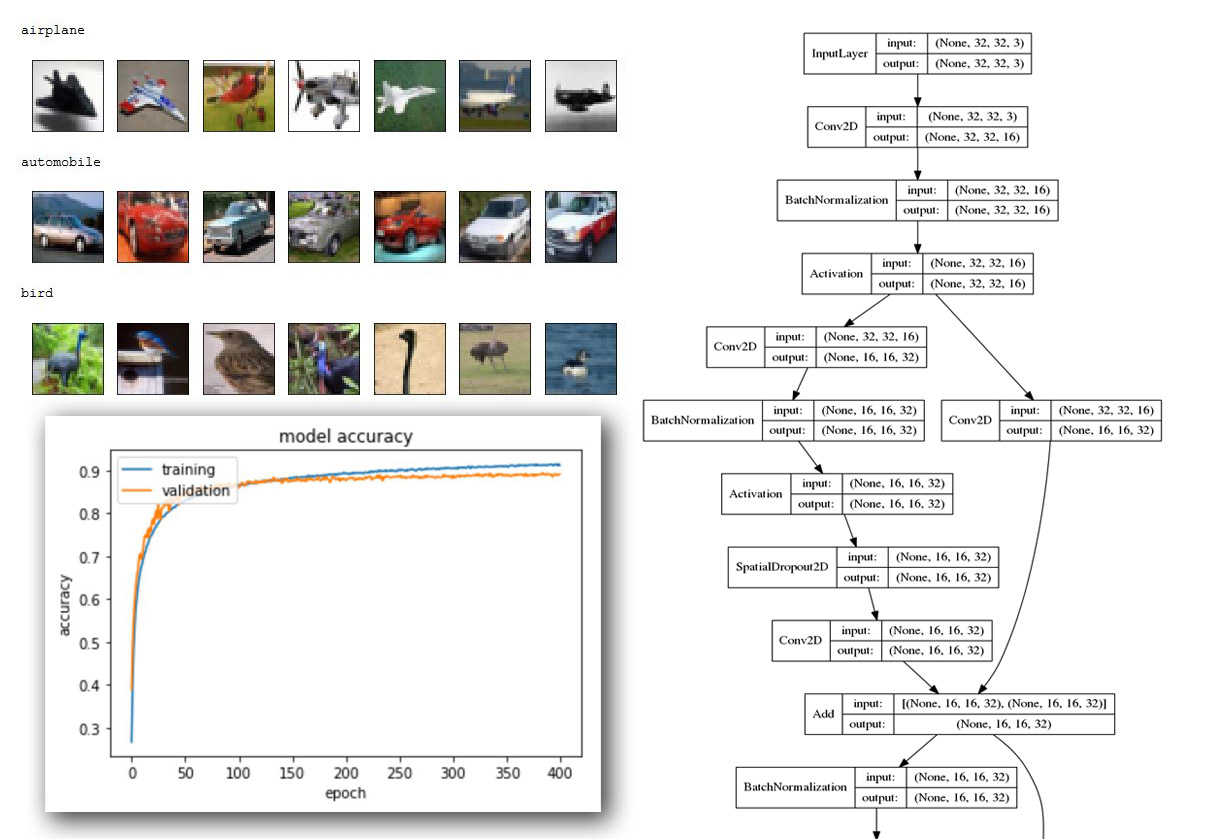 airplane
automobile
bird
model accuracy
training
validation
0.9
0.8
0.7
0.6
0.5
0.4
0.3
accuracy
0 50 100 150 200 250 300 350 400
epoch
InputLayer
input: (None, 32, 32, 3)
output: (None, 32, 32, 3)
Conv2D
input: (None, 32, 32, 3)
output: (None, 32, 32, 16)
BatchNormalization
input: (None, 32, 32, 16)
output: (None, 32, 32, 16)
Activation
input: (None, 32, 32, 16)
output: (None, 32, 32, 16)
Conv2D
input: (None, 32, 32, 16)
output: (None, 16, 16, 32)
BatchNormalization
input: (None, 16, 16, 32)
output: (None, 16, 16, 32)
Conv2D
input: (None, 32, 32, 16)
output: (None, 16, 16, 32)
Activation
input: (None, 16, 16, 32)
output: (None, 16, 16, 32)
SpatialDropout2D
input: (None, 16, 16, 32)
output: (None, 16, 16, 32)
Conv2D
input: (None, 16, 16, 32)
output: (None, 16, 16, 32)
Add
input: [(None, 16, 16, 32), (None, 16, 16, 32)]
output: (None, 16, 16, 32)
BatchNormalization
input: (None, 16, 16, 32)
output: (None, 16, 16, 32)